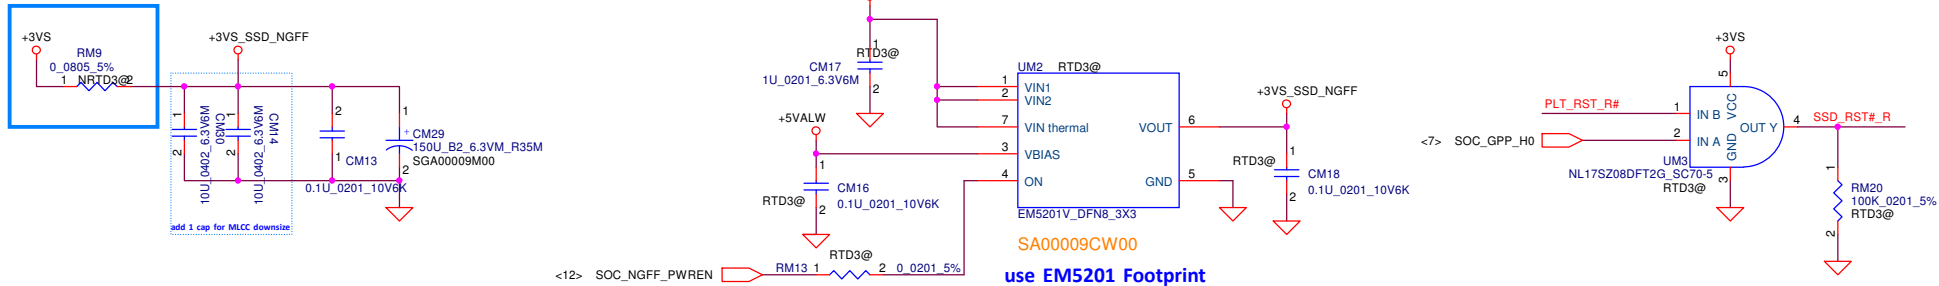 +3VS
RM9
0_0805_5%
1 NRTD3@2
+3VS_SSD_NGFF
1
2
10U_0402_6.3V6M
CM30
1
2
10U_0402_6.3V6M
CM14
2
1
CM13
0.1U_0201_10V6K
1
+
2
CM29
150U_B2_6.3VM_R35M
SGA00009M00
add 1 cap for MLCC downsize
1
RTD3@
CM17
1U_0201_6.3V6M
2
+5VALW
1
CM16
RTD3@
2
0.1U_0201_10V6K
<12> SOC_NGFF_PWREN
RM13 1
RTD3@
2 0_0201_5%
UM2
RTD3@
1 VIN1
2 VIN2
7 VIN thermal
3 VBIAS
4 ON
VOUT 6
GND 5
EM5201V_DFN8_3X3
SA00009CW00
use EM5201 Footprint
+3VS_SSD_NGFF
1
RTD3@
CM18
2
0.1U_0201_10V6K
+3VS
5
PLT_RST_R#
1 IN B
VCC
<7> SOC_GPP_H0
2 IN A
GND
OUT Y
4
SSD_RST#_R
3
UM3
NL17SZ08DFT2G_SC70-5
RTD3@
1
RM20
100K_0201_5%
RTD3@
2